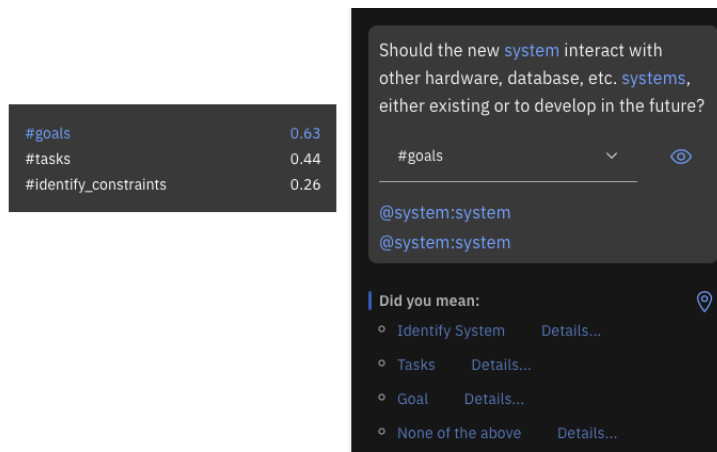 #goals 0.63
#tasks 0.44
#identify_constraints 0.26
Should the new system interact with
other hardware, database, etc. systems,
either existing or to develop in the future?
#goals
@system:system
@system:system
Did you mean:
Identify System Details...
Tasks Details...
Goal Details...
None of the above Details...